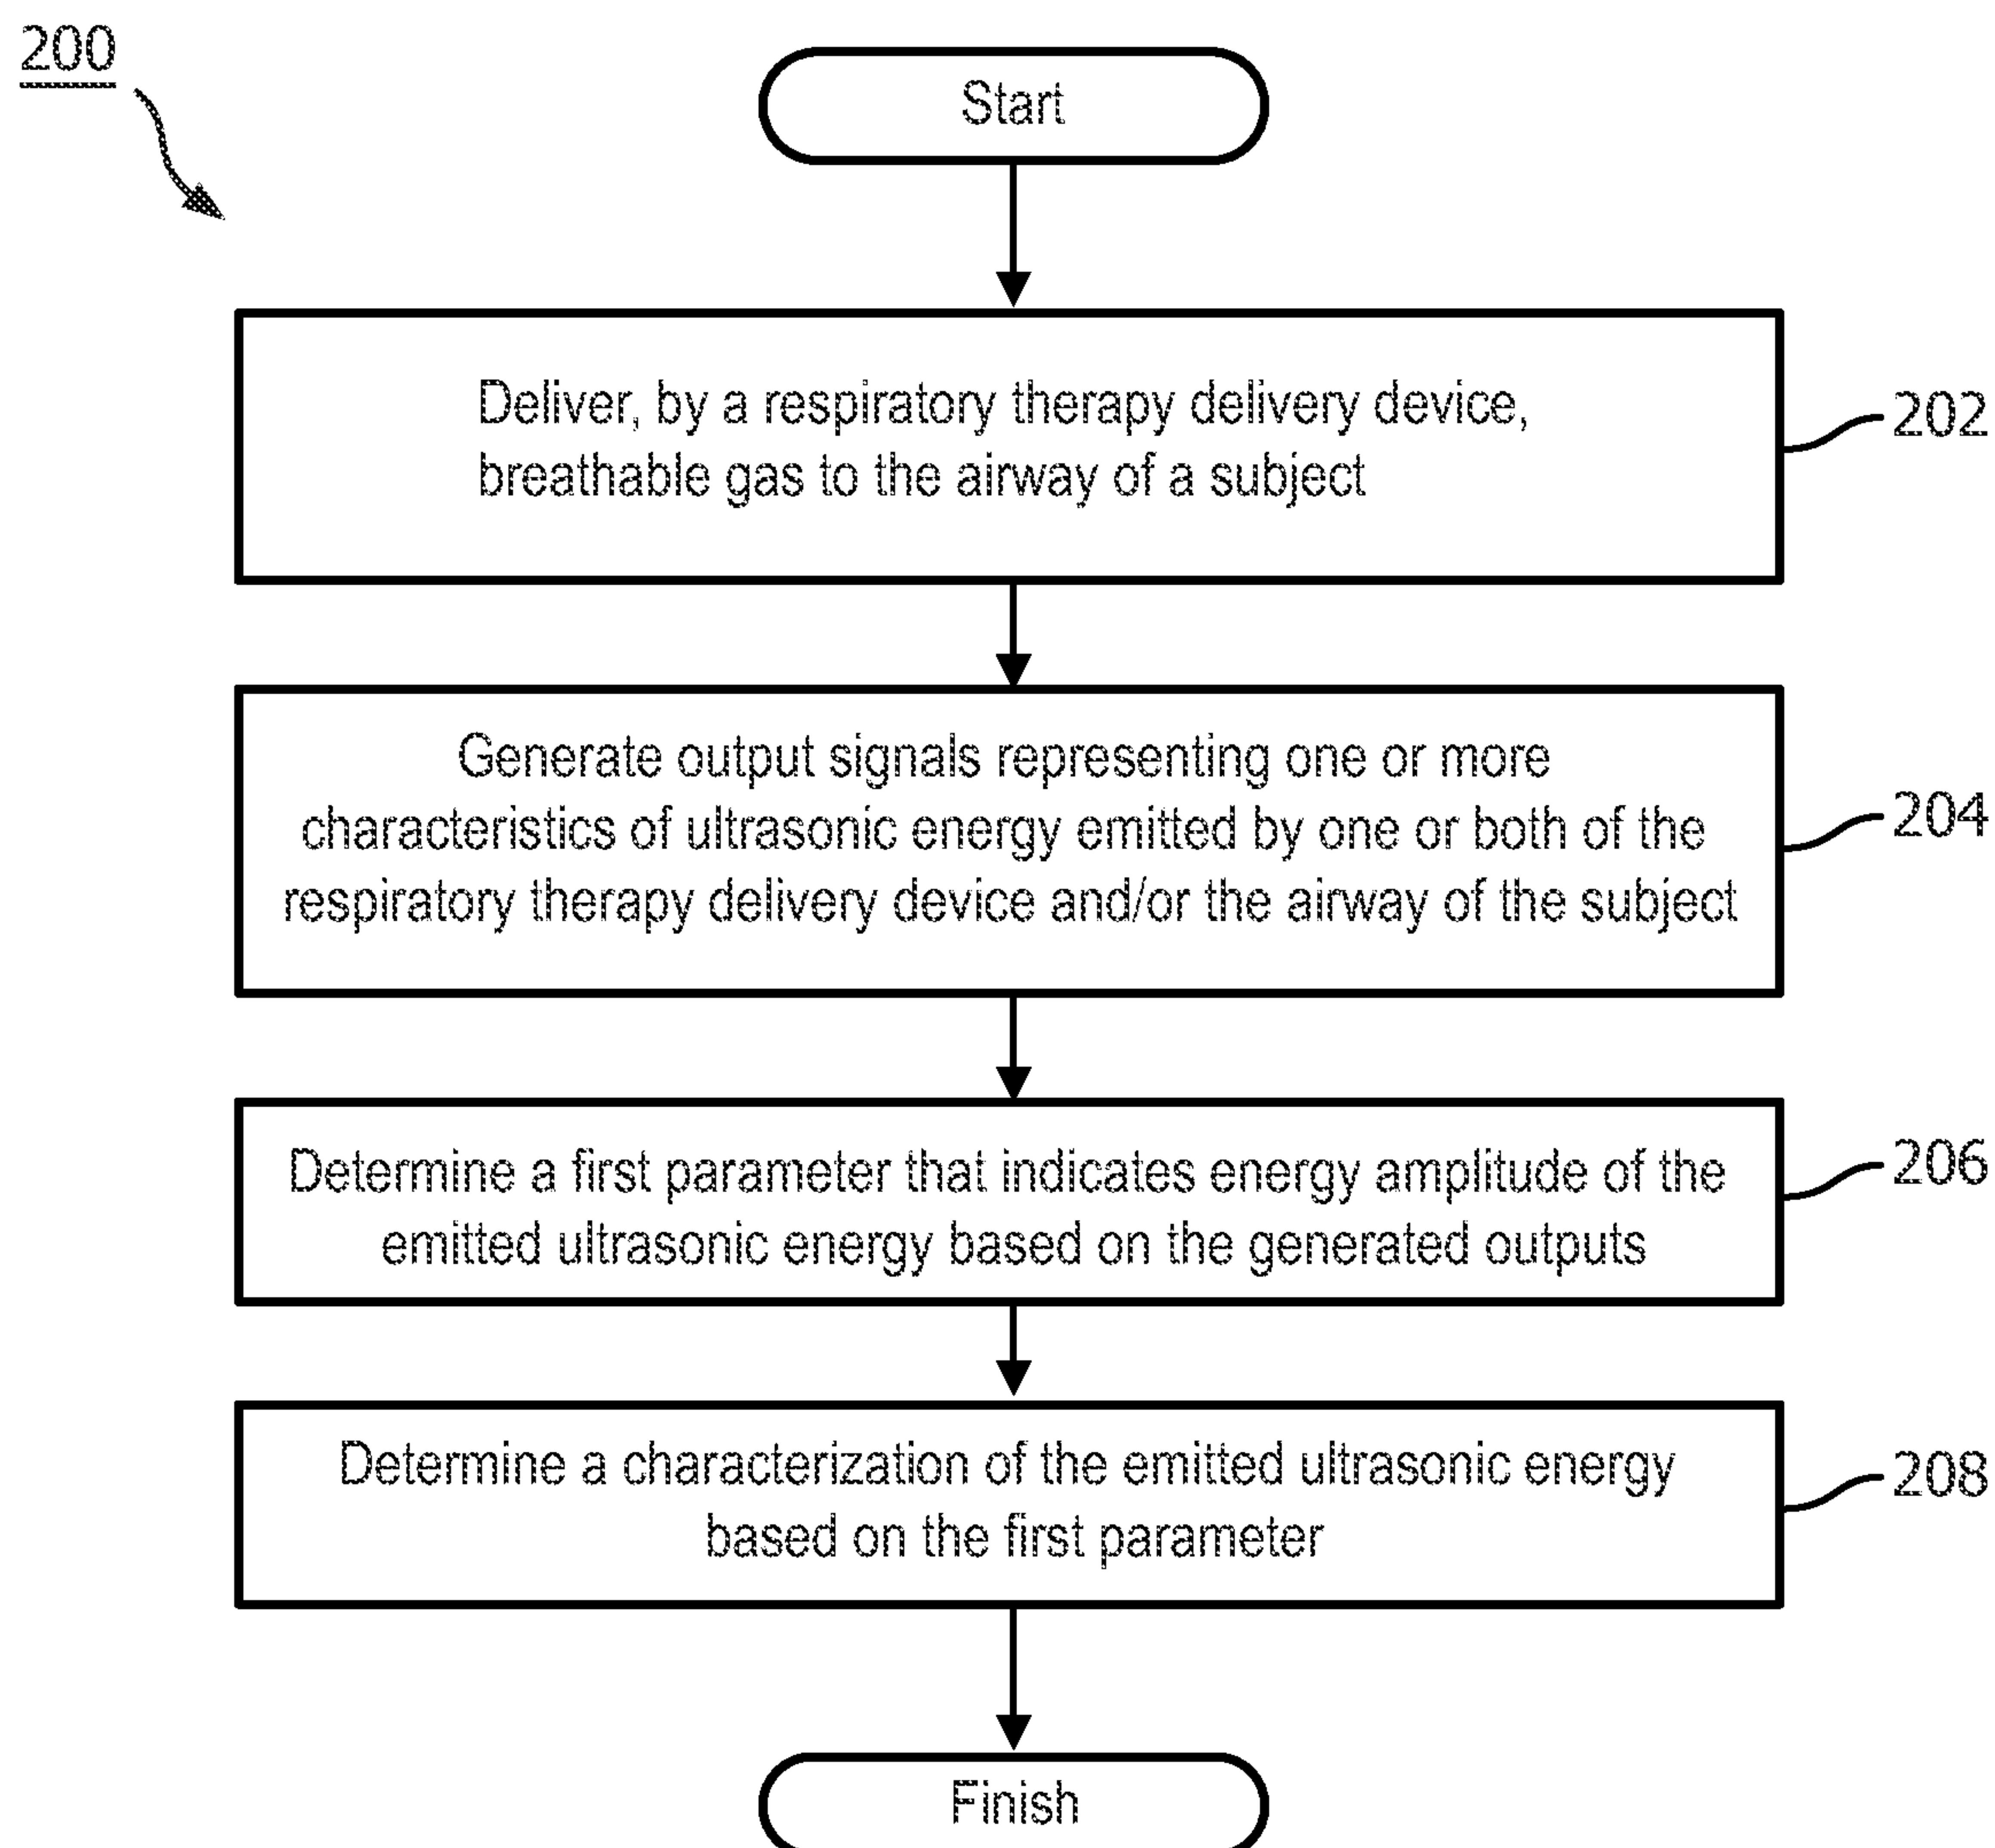 200
Start
Deliver, by a respiratory therapy delivery device,
breathable gas to the airway of a subject
202
Generate output signals representing one or more
characteristics of ultrasonic energy emitted by one or both of the
respiratory therapy delivery device and/or the airway of the subject
204
Determine a first parameter that indicates energy amplitude of the
emitted ultrasonic energy based on the generated outputs
206
Determine a characterization of the emitted ultrasonic energy
based on the first parameter
208
Finish